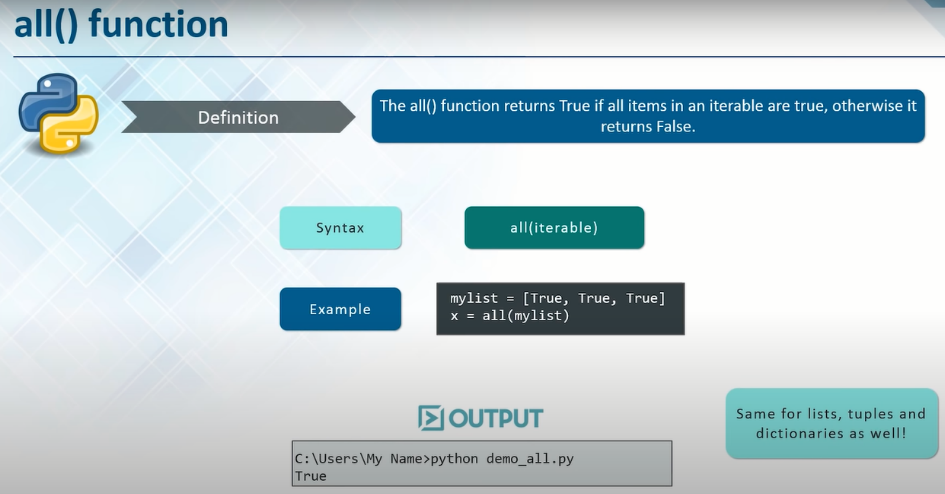 all() function
Definition
The all() function returns True if all items in an iterable are true, otherwise it
returns False.
Syntax
all(iterable)
Example
mylist = [True, True, True]
x = all(mylist)
OUTPUT
C:\Users\My Name>python demo_all.py
True
Same for lists, tuples and
dictionaries as well!